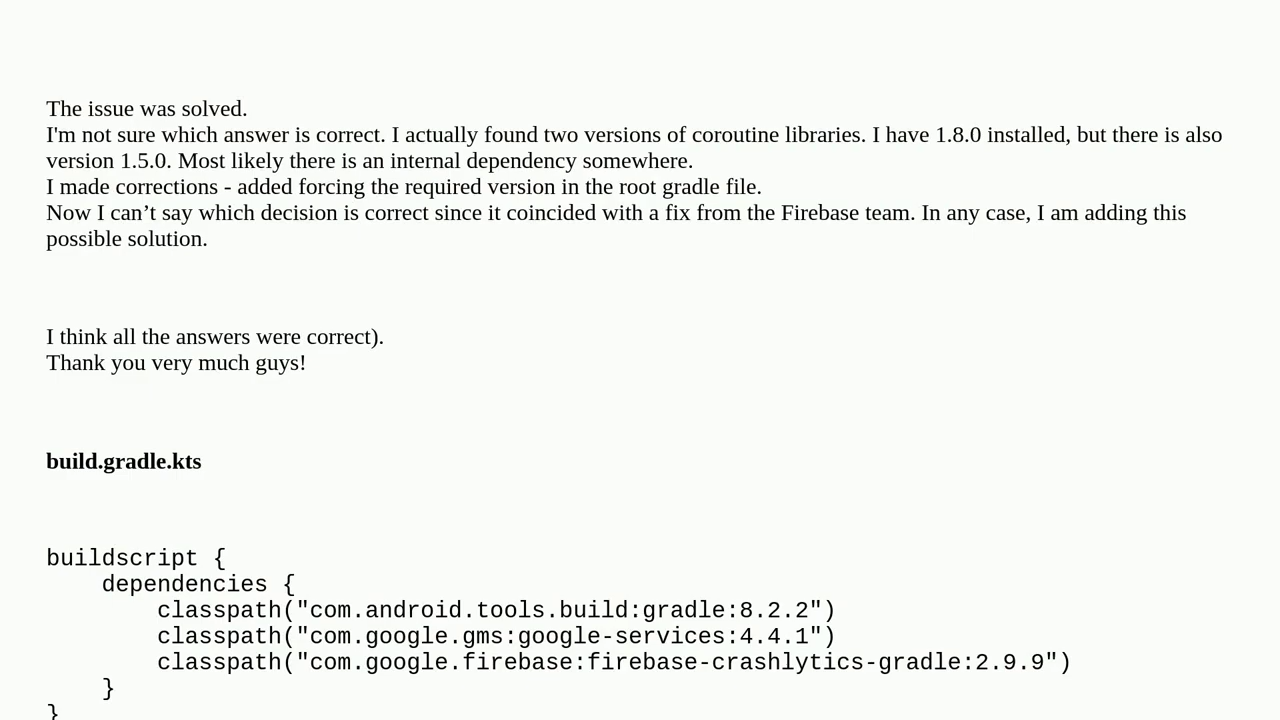 The issue was solved.
I'm not sure which answer is correct. I actually found two versions of coroutine libraries. I have 1.8.0 installed, but there is also
version 1.5.0. Most likely there is an internal dependency somewhere.
I made corrections - added forcing the required version in the root gradle file.
Now I can’t say which decision is correct since it coincided with a fix from the Firebase team. In any case, I am adding this
possible solution.
I think all the answers were correct).
Thank you very much guys!
build.gradle.kts
buildscript {
    dependencies {
        classpath("com.android.tools.build:gradle:8.2.2")
        classpath("com.google.gms:google-services:4.4.1")
        classpath("com.google.firebase:firebase-crashlytics-gradle:2.9.9")
    }
}